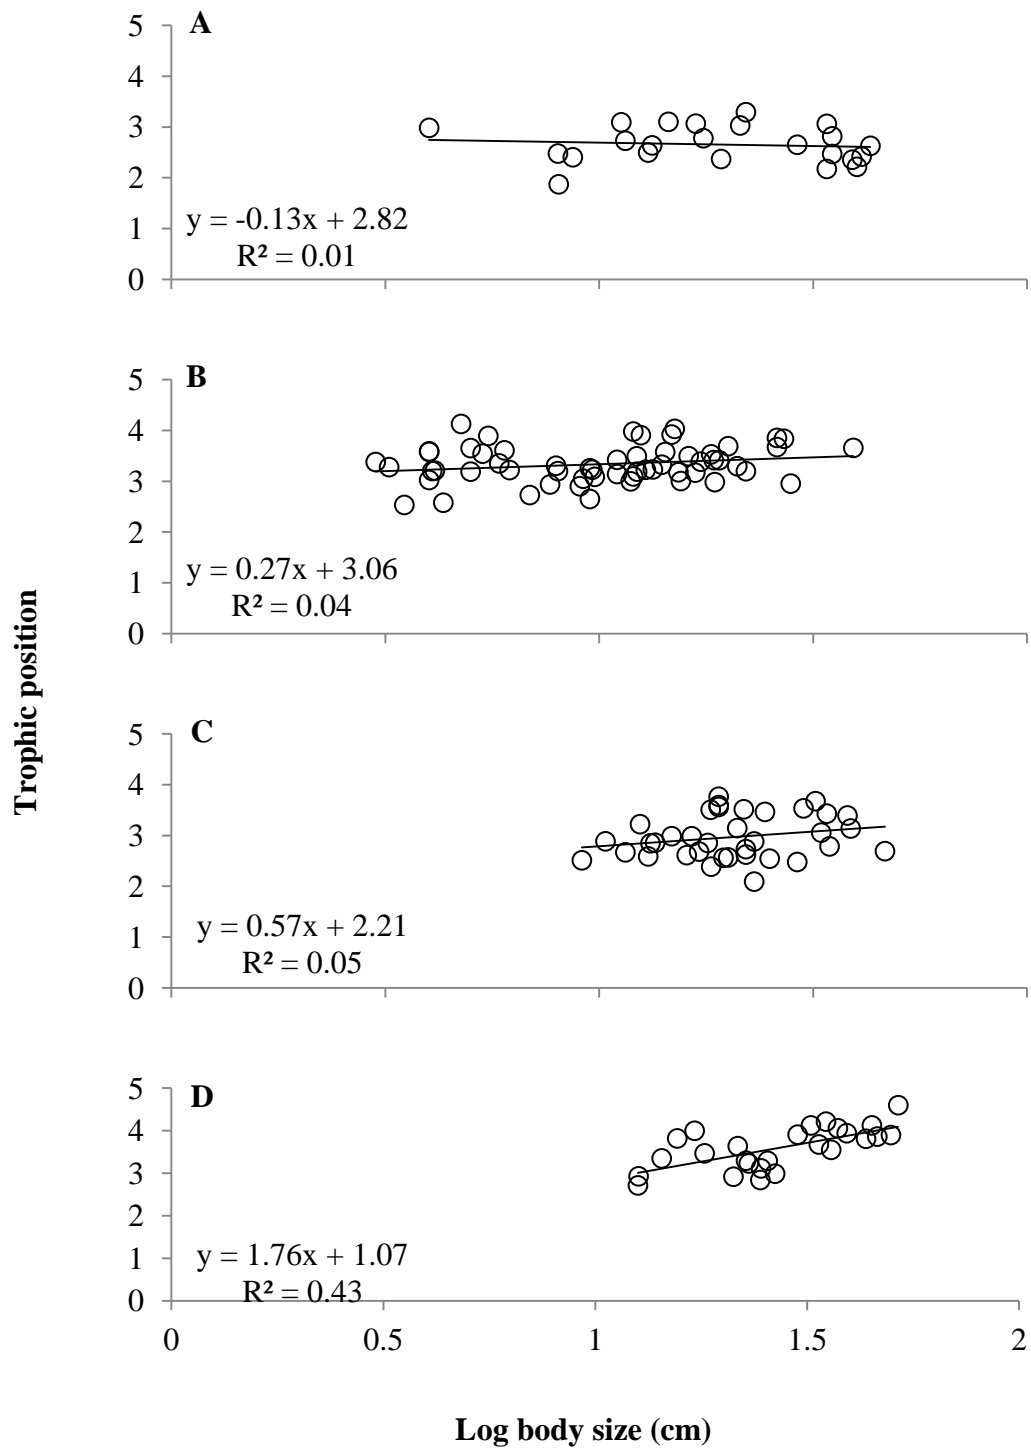 Trophic position
A
5
4
3
2
1
0
y = -0.13x + 2.82
R² = 0.01
B
5
4
3
2
1
0
y = 0.27x + 3.06
R² = 0.04
C
5
4
3
2
1
0
y = 0.57x + 2.21
R² = 0.05
D
5
4
3
2
1
0
y = 1.76x + 1.07
R² = 0.43
0 0.5 1 1.5 2
Log body size (cm)